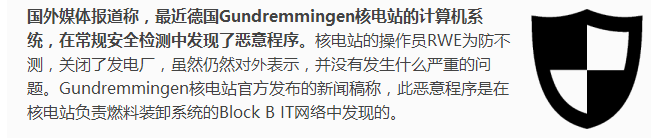 国外媒体报道称，最近德国Gundremmingen核电站的计算机系
统，在常规安全检测中发现了恶意程序。核电站的操作员RWE为防不
测，关闭了发电厂，虽然仍然对外表示，并没有发生什么严重的问
题。Gundremmingen核电站官方发布的新闻稿称，此恶意程序是在
核电站负责燃料装卸系统的Block B IT网络中发现的。